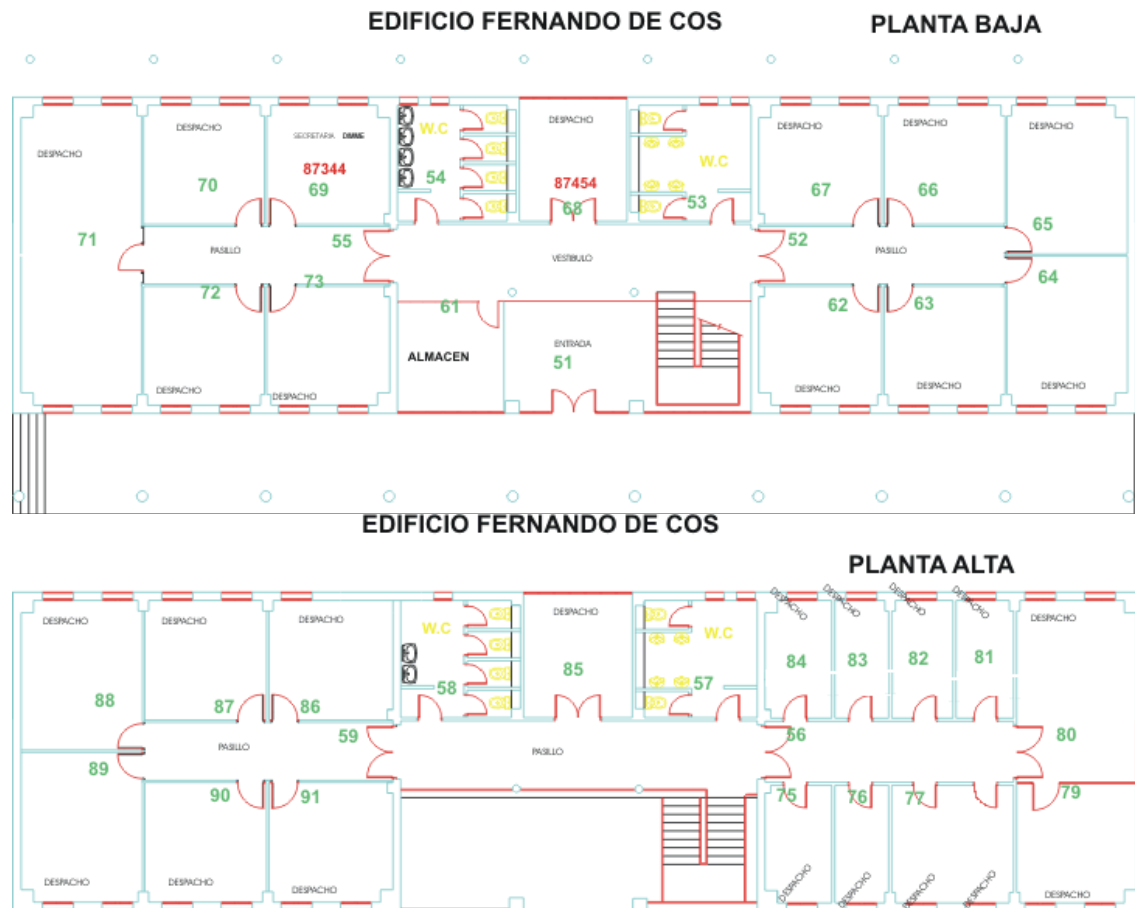 EDIFICIO FERNANDO DE COS
PLANTA BAJA
DESPACHO
DESPACHO
SECRETARIA DIMME
87344
W.C
DESPACHO
87454
W.C
DESPACHO
DESPACHO
DESPACHO
71
70
69
54
68
53
67
66
65
PASILLO
55
VESTIBULO
52
PASILLO
64
72
73
61
62
63
ALMACEN
ENTRADA
51
DESPACHO
DESPACHO
DESPACHO
DESPACHO
DESPACHO
EDIFICIO FERNANDO DE COS
PLANTA ALTA
DESPACHO
DESPACHO
DESPACHO
W.C
DESPACHO
W.C
DESPACHO
DESPACHO
DESPACHO
DESPACHO
DESPACHO
88
87
86
58
85
57
84
83
82
81
80
PASILLO
59
PASILLO
56
89
90
91
75
76
77
79
DESPACHO
DESPACHO
DESPACHO
DESPACHO
DESPACHO
DESPACHO
DESPACHO
DESPACHO